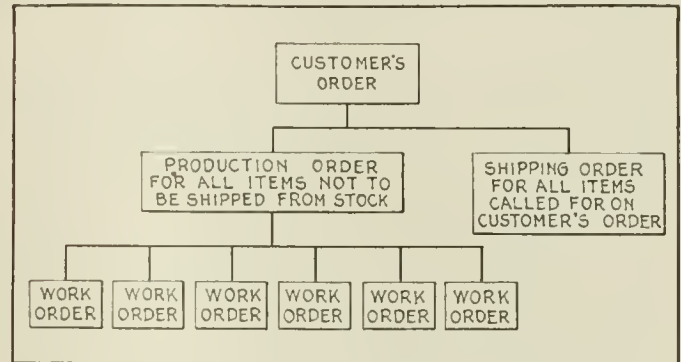 CUSTOMER'S
ORDER
PRODUCTION ORDER
FOR ALL ITEMS NOT TO
BE SHIPPED FROM STOCK
SHIPPING ORDER
FOR ALL ITEMS
CALLED FOR ON
CUSTOMER'S ORDER
WORK
ORDER
WORK
ORDER
WORK
ORDER
WORK
ORDER
WORK
ORDER
WORK
ORDER